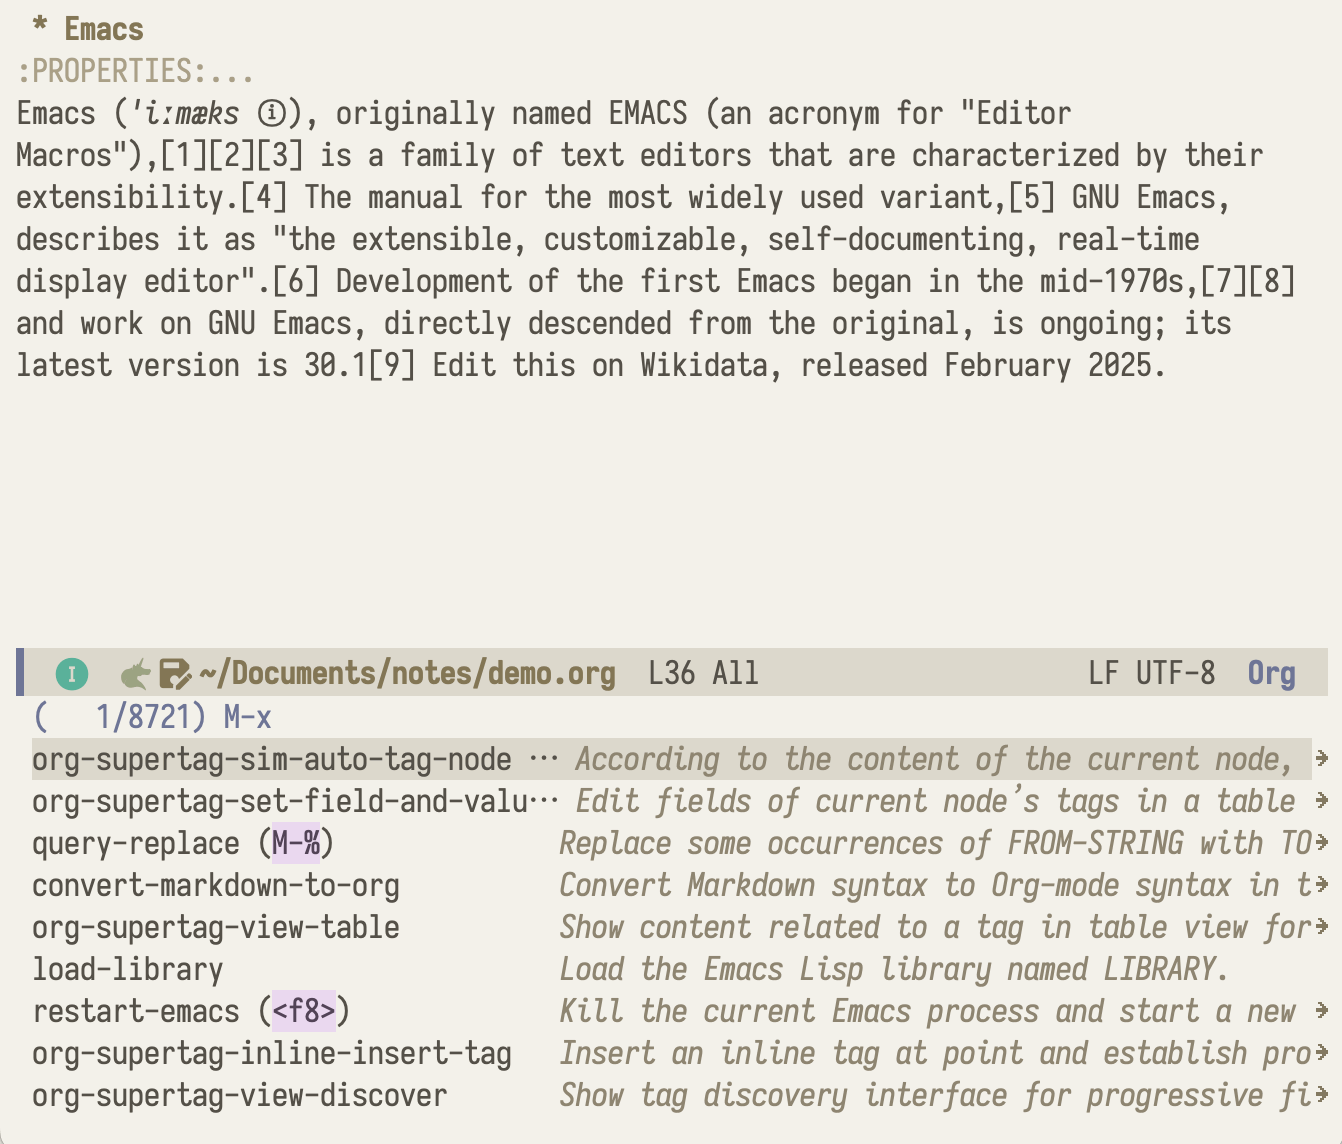 * Emacs
:PROPERTIES:...
Emacs (ˈiːmæks ⓘ), originally named EMACS (an acronym for "Editor
Macros"),[1][2][3] is a family of text editors that are characterized by their
extensibility.[4] The manual for the most widely used variant,[5] GNU Emacs,
describes it as "the extensible, customizable, self-documenting, real-time
display editor".[6] Development of the first Emacs began in the mid-1970s,[7][8]
and work on GNU Emacs, directly descended from the original, is ongoing; its
latest version is 30.1[9] Edit this on Wikidata, released February 2025.
I ~/Documents/notes/demo.org L36 All LF UTF-8 Org
( 1/8721) M-x
org-supertag-sim-auto-tag-node … According to the content of the current node,
org-supertag-set-field-and-valu… Edit fields of current node’s tags in a table
query-replace (M-%) Replace some occurrences of FROM-STRING with TO
convert-markdown-to-org Convert Markdown syntax to Org-mode syntax in t
org-supertag-view-table Show content related to a tag in table view for
load-library Load the Emacs Lisp library named LIBRARY.
restart-emacs (<f8>) Kill the current Emacs process and start a new
org-supertag-inline-insert-tag Insert an inline tag at point and establish pro
org-supertag-view-discover Show tag discovery interface for progressive fi